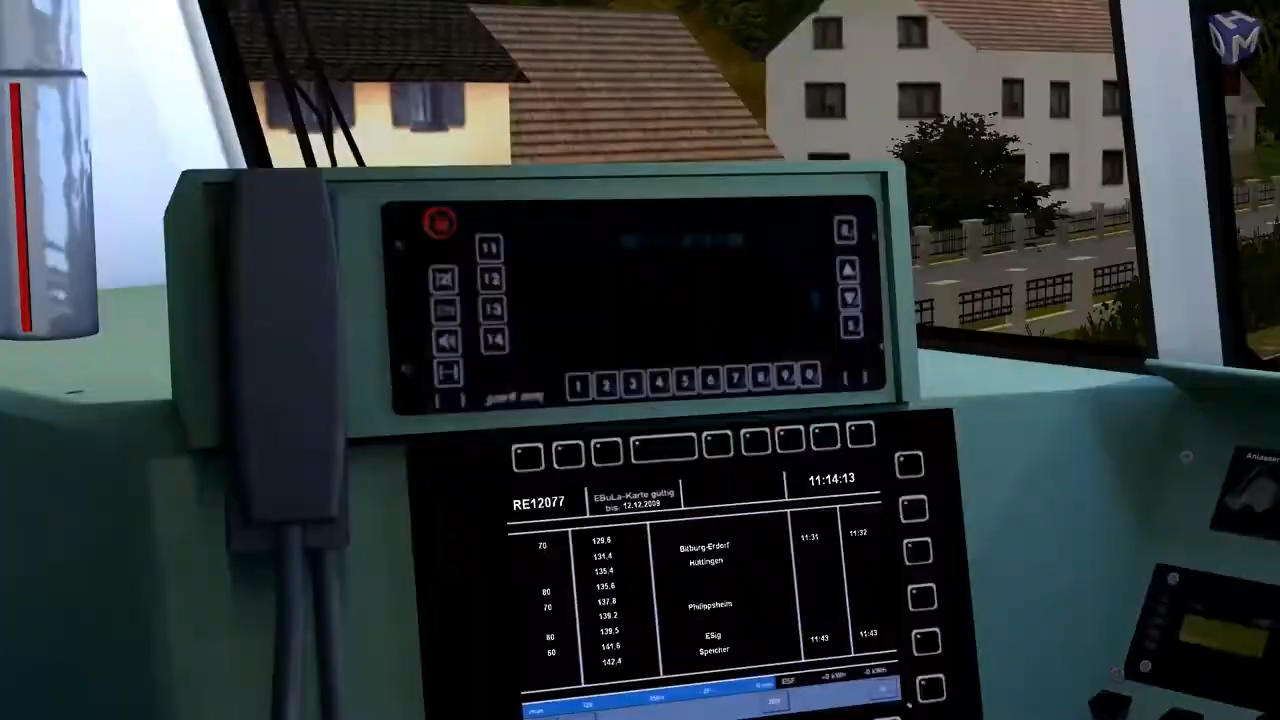 11
12
13
14
1 2 3 4 5 6 7 8 9 0
RE12077 EBuLa-Karte gültig 11:14:13
bis: 12.12.2009
70 129,6 Bitburg-Erdorf 11:31 11:32
131,4 Hüttingen
135,4
80 135,6
70 137,8 Philippsheim
139,2
80 139,5 ESig
60 141,6 Speicher 11:43 11:43
142,4
Anlasser